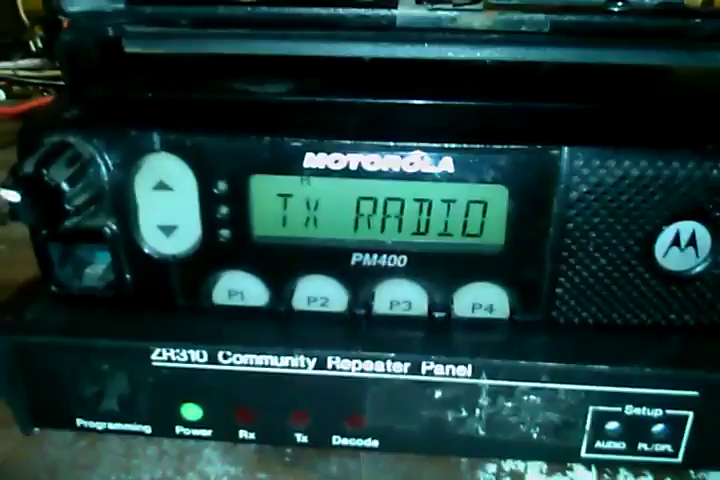 MOTOROLA
TX RADIO
PM400
P1 P2 P3 P4
ZR310 Community Repeater Panel
Setup
Programming Power Rx Tx Decode
AUDIO PL/DPL